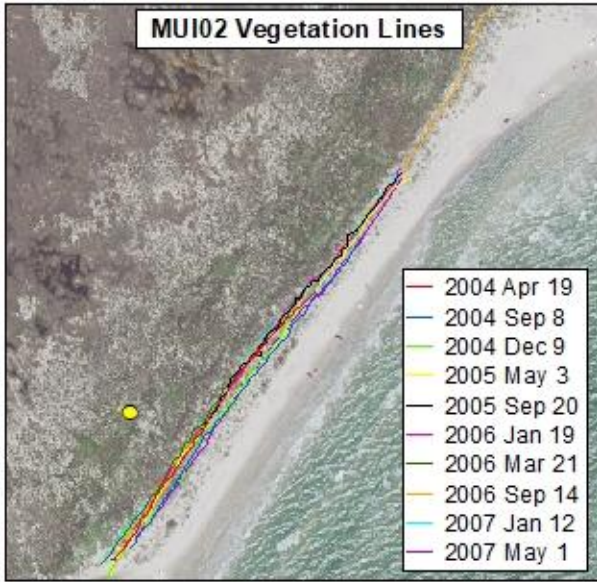 MUI02 Vegetation Lines
2004 Apr 19
2004 Sep 8
2004 Dec 9
2005 May 3
2005 Sep 20
2006 Jan 19
2006 Mar 21
2006 Sep 14
2007 Jan 12
2007 May 1